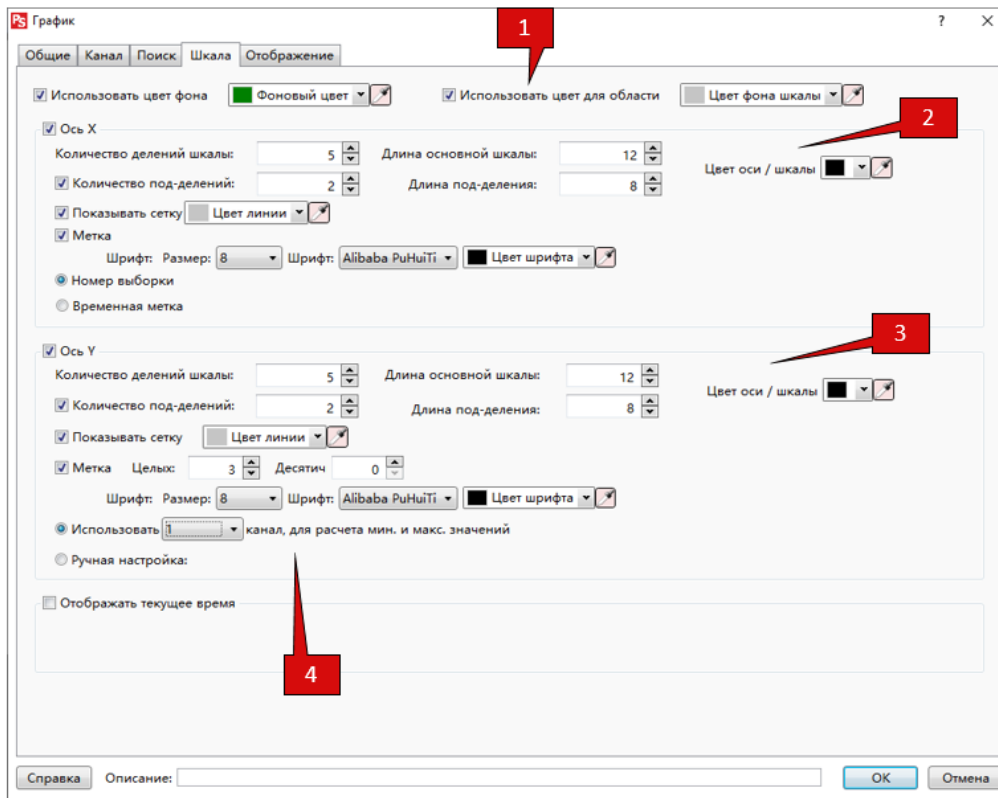 PS График ? ×
1
Общие Канал Поиск Шкала Отображение
Использовать цвет фона Фоновый цвет Использовать цвет для области Цвет фона шкалы
2
Ось X
Количество делений шкалы: 5 Длина основной шкалы: 12 Цвет оси / шкалы
Количество под-делений: 2 Длина под-деления: 8
Показывать сетку Цвет линии
Метка
Шрифт: Размер: 8 Шрифт: Alibaba PuHuiTi Цвет шрифта
Номер выборки
Временная метка
3
Ось Y
Количество делений шкалы: 5 Длина основной шкалы: 12 Цвет оси / шкалы
Количество под-делений: 2 Длина под-деления: 8
Показывать сетку Цвет линии
Метка Целых: 3 Десятич 0
Шрифт: Размер: 8 Шрифт: Alibaba PuHuiTi Цвет шрифта
Использовать 1 канал, для расчета мин. и макс. значений
Ручная настройка:
Отображать текущее время
4
Справка Описание: OK Отмена